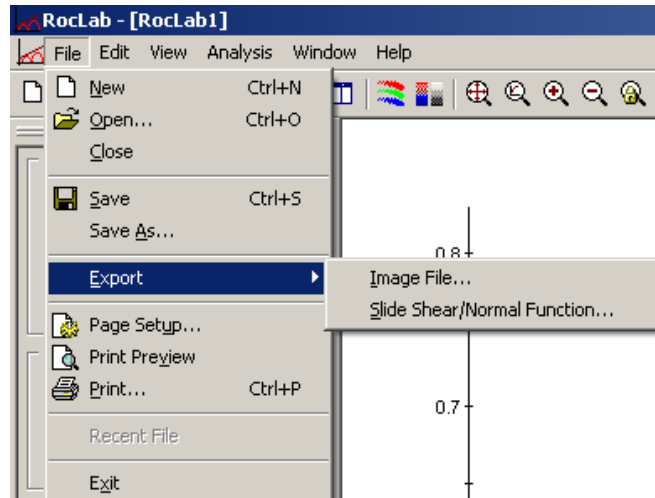 RocLab - [RocLab1]
File Edit View Analysis Window Help
New Ctrl+N
Open... Ctrl+O
Close
Save Ctrl+S
Save As...
Export
Image File...
Slide Shear/Normal Function...
Page Setup...
Print Preview
Print... Ctrl+P
Recent File
Exit
0.8
0.7